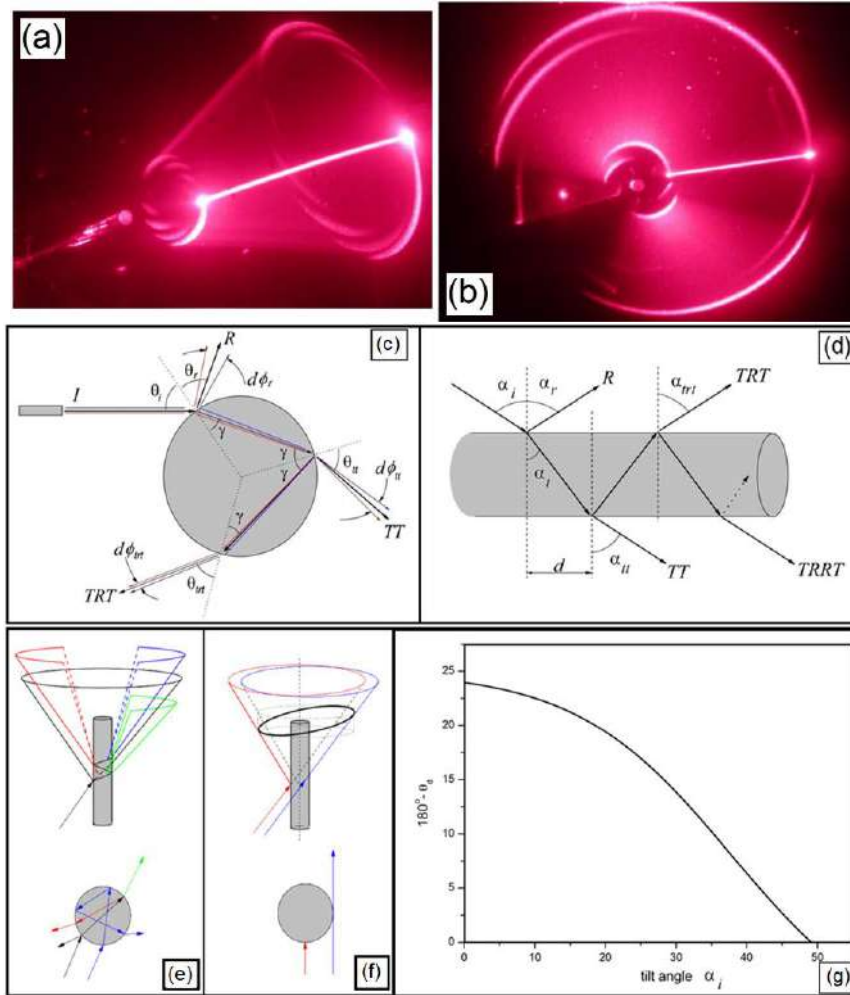 (a)
(b)
(c)
I
R
θr
θi
dϕr
γ
γ
γ
γ
θtt
dϕtt
TT
dϕtrt
TRT
θtrt
(d)
αi
αr
R
αtrt
TRT
αt
d
αtt
TT
TRRT
(e)
(f)
180°- θd
25
20
15
10
5
0
0 10 20 30 40 50
tilt angle αi
(g)